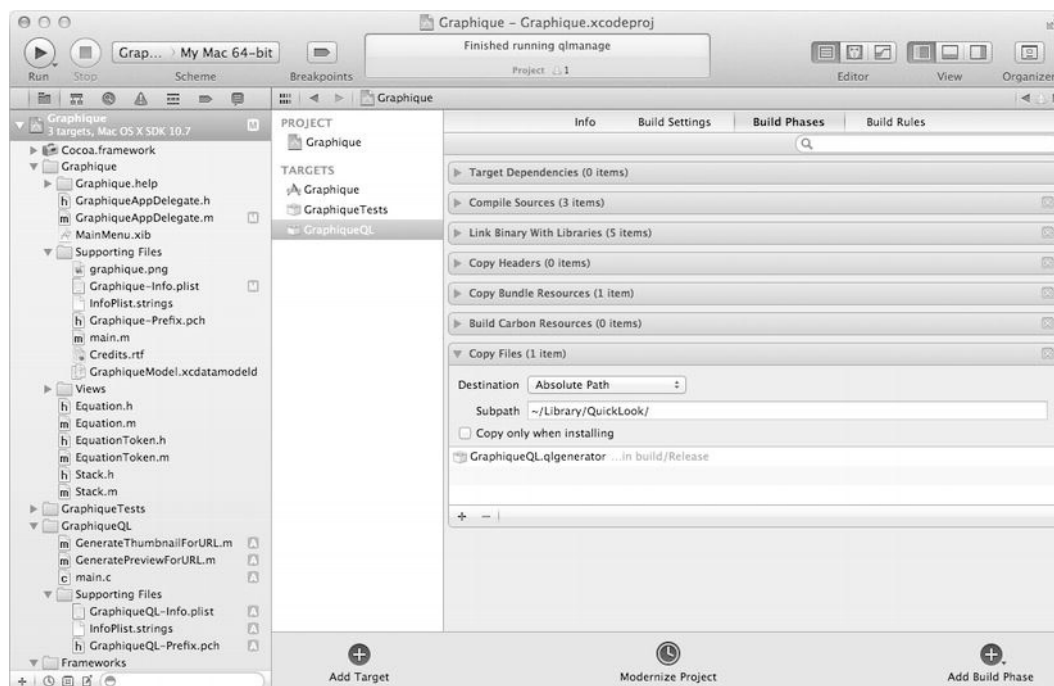 Graphique – Graphique.xcodeproj
Run
Stop
Grap... My Mac 64-bit
Scheme
Breakpoints
Finished running qlmanage
Project 1
Editor
View
Organizer
Graphique
3 targets, Mac OS X SDK 10.7
M
Cocoa.framework
Graphique
Graphique.help
h GraphiqueAppDelegate.h
m GraphiqueAppDelegate.m
MainMenu.xib
Supporting Files
graphique.png
Graphique-Info.plist
InfoPlist.strings
h Graphique-Prefix.pch
m main.m
Credits.rtf
GraphiqueModel.xcdatamodeld
Views
h Equation.h
m Equation.m
h EquationToken.h
m EquationToken.m
h Stack.h
m Stack.m
GraphiqueTests
GraphiqueQL
m GenerateThumbnailForURL.m A
m GeneratePreviewForURL.m A
c main.c A
Supporting Files
GraphiqueQL-Info.plist A
InfoPlist.strings A
h GraphiqueQL-Prefix.pch A
Frameworks
Graphique
PROJECT
Graphique
TARGETS
Graphique
GraphiqueTests
GraphiqueQL
Info
Build Settings
Build Phases
Build Rules
Target Dependencies (0 items)
Compile Sources (3 items)
Link Binary With Libraries (5 items)
Copy Headers (0 items)
Copy Bundle Resources (1 item)
Build Carbon Resources (0 items)
Copy Files (1 item)
Destination Absolute Path
Subpath ~/Library/QuickLook/
Copy only when installing
GraphiqueQL.qlgenerator ...in build/Release
Add Target
Modernize Project
Add Build Phase